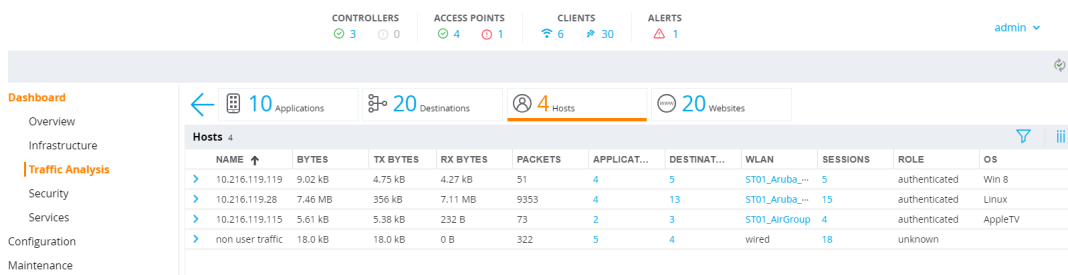 CONTROLLERS ACCESS POINTS CLIENTS ALERTS
3 0 4 1 6 30 1 admin
Dashboard
Overview
Infrastructure
Traffic Analysis
Security
Services
Configuration
Maintenance
10 Applications 20 Destinations 4 Hosts www 20 Websites
Hosts 4
NAME BYTES TX BYTES RX BYTES PACKETS APPLICAT... DESTINAT... WLAN SESSIONS ROLE OS
10.216.119.119 9.02 kB 4.75 kB 4.27 kB 51 4 5 ST01_Aruba_... 5 authenticated Win 8
10.216.119.28 7.46 MB 356 kB 7.11 MB 9353 4 13 ST01_Aruba_... 15 authenticated Linux
10.216.119.115 5.61 kB 5.38 kB 232 B 73 2 3 ST01_AirGroup 4 authenticated AppleTV
non user traffic 18.0 kB 18.0 kB 0 B 322 5 4 wired 18 unknown